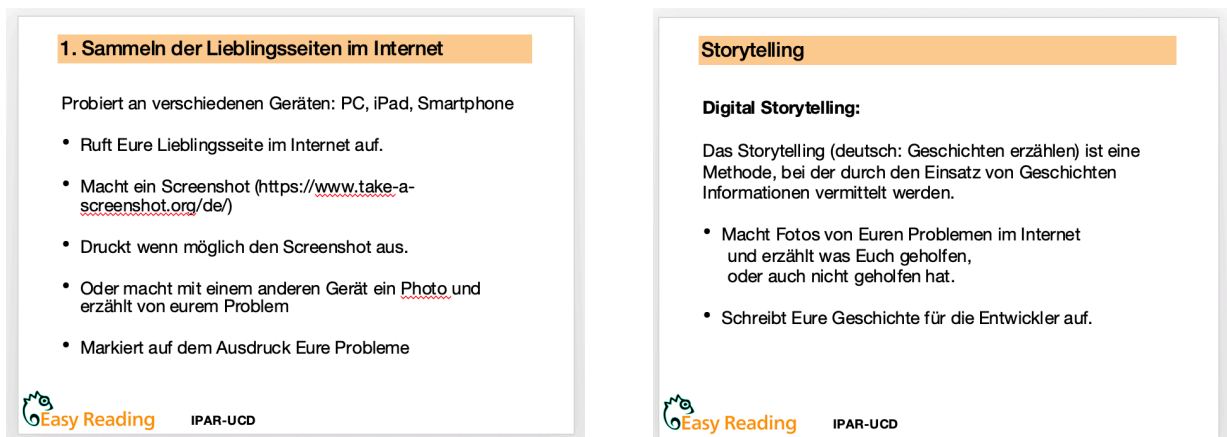 1. Sammeln der Lieblingsseiten im Internet
Probiert an verschiedenen Geräten: PC, iPad, Smartphone
• Ruft Eure Lieblingsseite im Internet auf.
• Macht ein Screenshot (https://www.take-a-
screenshot.org/de/)
• Druckt wenn möglich den Screenshot aus.
• Oder macht mit einem anderen Gerät ein Photo und
erzählt von eurem Problem
• Markiert auf dem Ausdruck Eure Probleme
Easy Reading IPAR-UCD
Storytelling
Digital Storytelling:
Das Storytelling (deutsch: Geschichten erzählen) ist eine
Methode, bei der durch den Einsatz von Geschichten
Informationen vermittelt werden.
• Macht Fotos von Euren Problemen im Internet
und erzählt was Euch geholfen,
oder auch nicht geholfen hat.
• Schreibt Eure Geschichte für die Entwickler auf.
Easy Reading IPAR-UCD